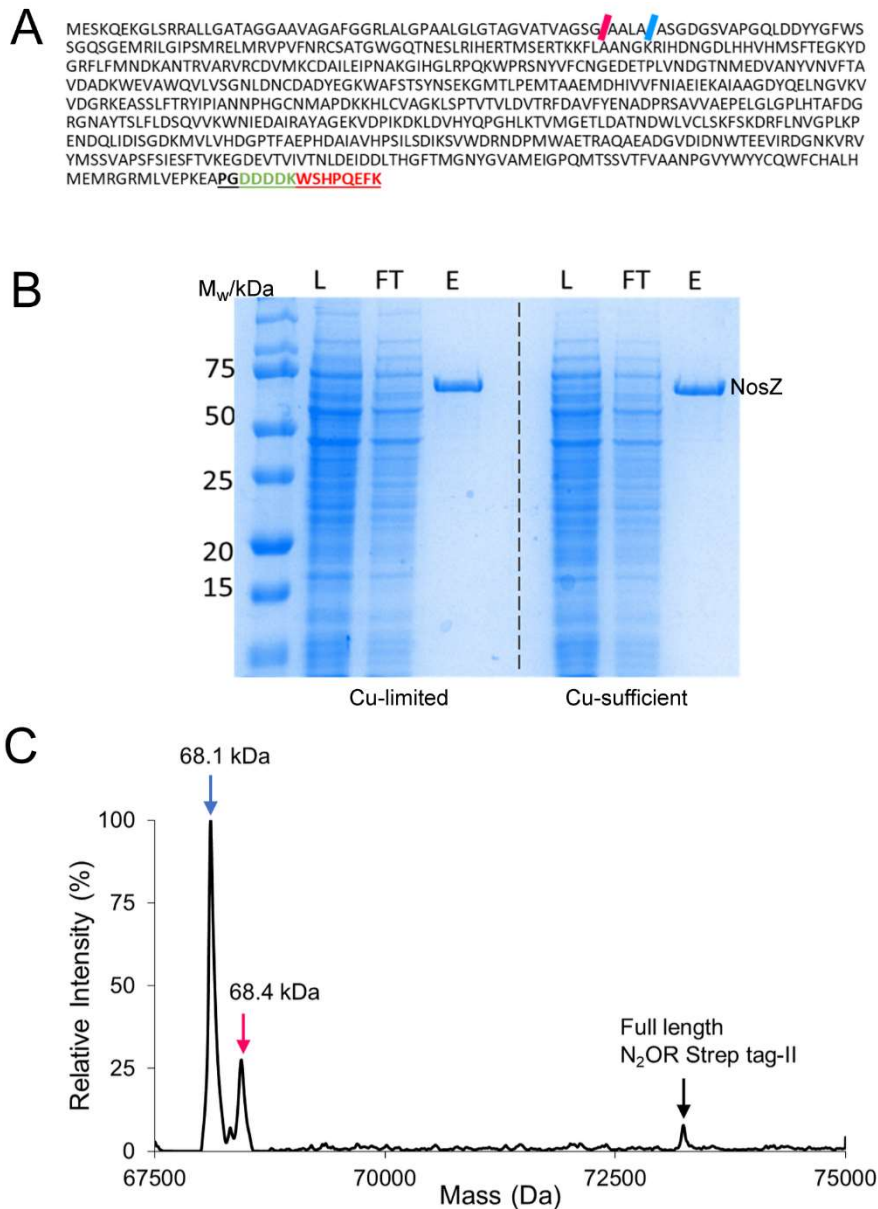 A
MESKQEKGLSRRALLGATAGGAAVAGAFGGRLALGPAALGLGTAGVATVAGSGAALAASGDGSVAPGQLDDYYGFWS
SGQSGEMRILGIPSMRELMRVPVFNRCSATGWGQTNESLRIHERTMSERTKKFLAANGKRIHDNGDLHHVHMSFTEGKYD
GRFLFMNDKANTRVARVRCDVMKCDAILEIPNAKGIHGLRPQKWPRSNYVFCNGEDETPLVNDGTNMEDVANYVNVFTA
VDADKWEVAWQVLVSGNLDNCDADYEGKWAFSTSYNSEKGMTLPEMTAAEMDHIVVFNIAEIEKAIAAGDYQELNGVKV
VDGRKEASSLFTRYIPIANNPHGCNMAPDKKHLCVAGKLSPTVTVLDVTRFDAVFYENADPRSAVVAEPELGLGPLHTAFDG
RGNAYTSLFLDSQVVKWNIEDAIRAYAGEKVDPIKDKLDVHYQPGHLKTVMGETLDATNDWLVCLSKFSKDRFLNVGPLKP
ENDQLIDISGDKMVLVHDGPTFAEPHDAIAVHPSILSDIKSVWDRNDPMWAETRAQAEADGVDIDNWTEEVIRDGNKVRV
YMSSVAPSFSIESFTVKEGDEVTVIVTNLDEIDDLTHGFTMGNYGVAMEIGPQMTSSVTFVAANPGVYWYYCQWFCHALH
MEMRGRMLVEPKEAPGDDDDKWSHPQEFK
B
Mw/kDa L FT E L FT E
75
50
25
20
15
NosZ
Cu-limited Cu-sufficient
C
68.1 kDa
68.4 kDa
Full length
N₂OR Strep tag-II
Relative Intensity (%)
100
75
50
25
0
67500 70000 72500 75000
Mass (Da)